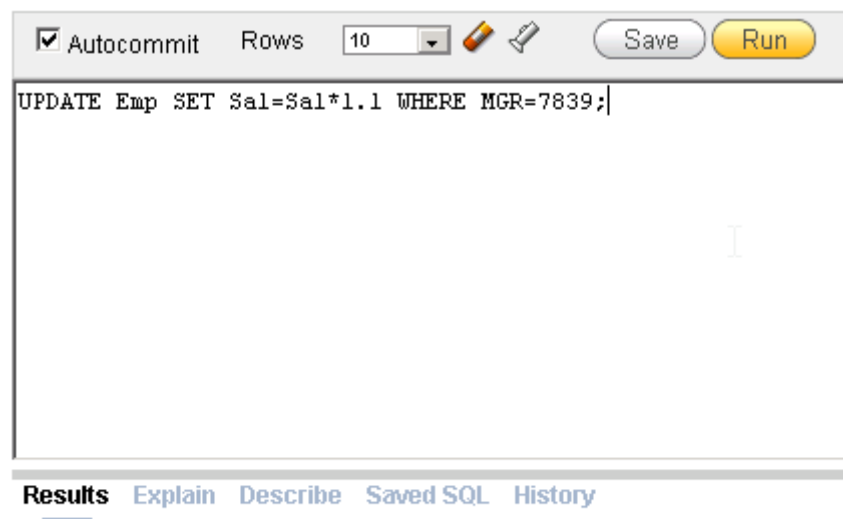 Autocommit Rows 10 Save Run
UPDATE Emp SET Sal=Sal*1.1 WHERE MGR=7839;
Results Explain Describe Saved SQL History